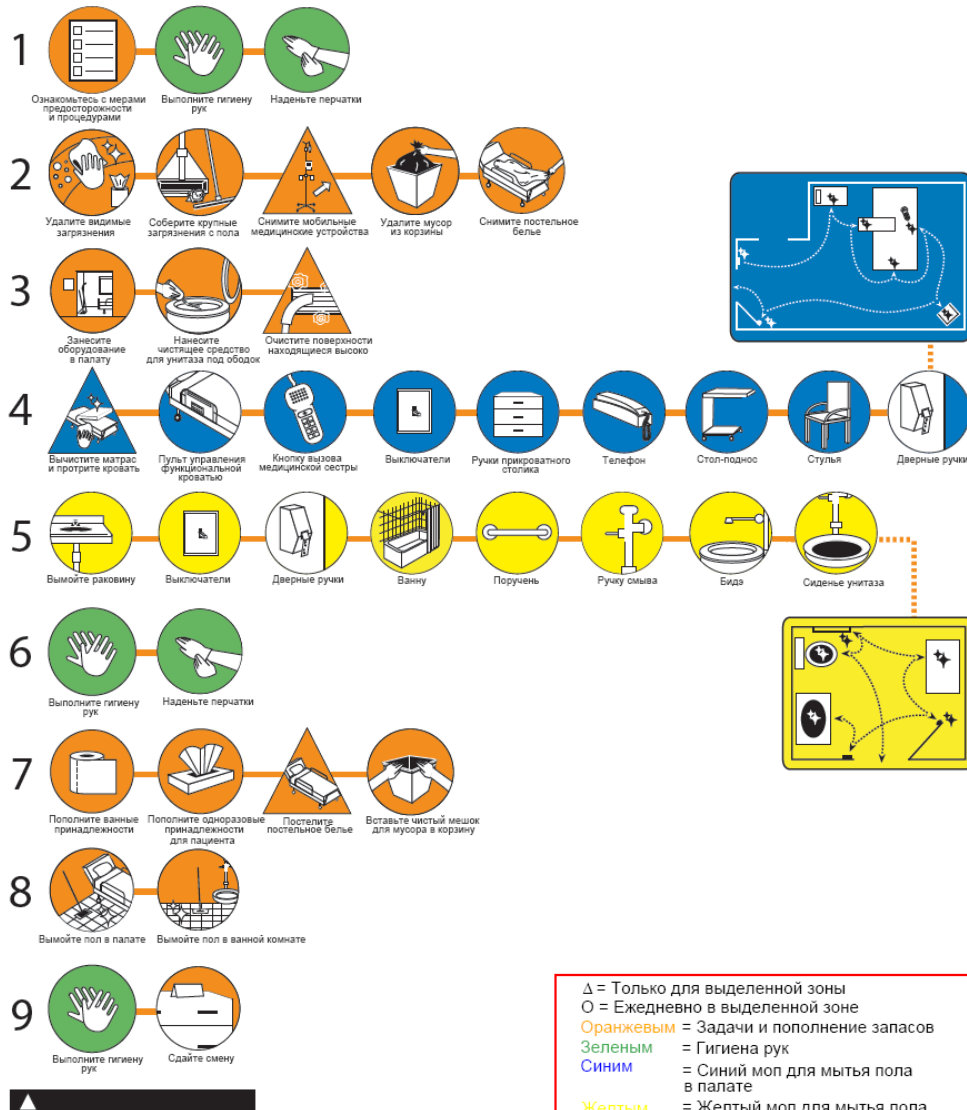 1
Ознакомьтесь с мерами
предосторожности
и процедурами
Выполните гигиену
рук
Наденьте перчатки
2
Удалите видимые
загрязнения
Соберите крупные
загрязнения с пола
Снимите мобильные
медицинские устройства
Удалите мусор
из корзины
Снимите постельное
белье
3
Занесите
оборудование
в палату
Нанесите
чистящее средство
для унитаза под ободок
Очистите поверхности
находящиеся высоко
4
Вычистите матрас
и протрите кровать
Пульт управления
функциональной
кроватью
Кнопку вызова
медицинской сестры
Выключатели
Ручки прикроватного
столика
Телефон
Стол-поднос
Стулья
Дверные ручки
5
Вымойте раковину
Выключатели
Дверные ручки
Ванну
Поручень
Ручку смыва
Бидэ
Сиденье унитаза
6
Выполните гигиену
рук
Наденьте перчатки
7
Пополните ванные
принадлежности
Пополните одноразовые
принадлежности
для пациента
Постелите
постельное белье
Вставьте чистый мешок
для мусора в корзину
8
Вымойте пол в палате
Вымойте пол в ванной комнате
9
Выполните гигиену
рук
Сдайте смену
Δ = Только для выделенной зоны
O = Ежедневно в выделенной зоне
Оранжевым = Задачи и пополнение запасов
Зеленым = Гигиена рук
Синим = Синий моп для мытья пола
в палате
Желтым = Желтый моп для мытья пола